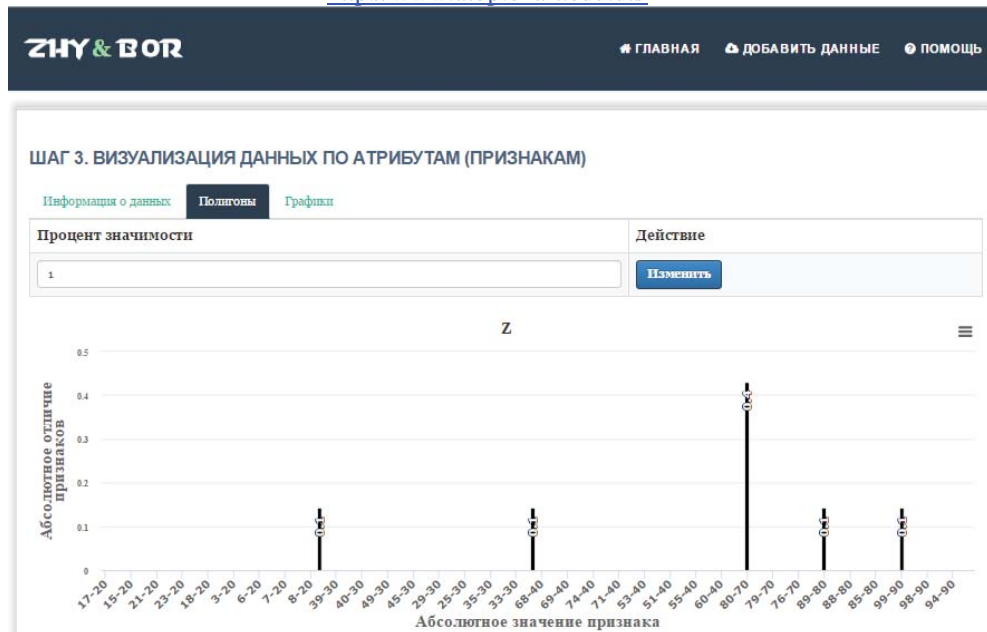 ZHY & BOR
ГЛАВНАЯ ДОБАВИТЬ ДАННЫЕ ПОМОЩЬ
ШАГ 3. ВИЗУАЛИЗАЦИЯ ДАННЫХ ПО АТРИБУТАМ (ПРИЗНАКАМ)
Информация о данных Полигоны Графики
Процент значимости Действие
1 Изменить
Z
0.5
0.4
0.3
0.2
0.1
0
Абсолютное отличие
признаков
17-20 15-20 21-20 23-20 18-20 3-20 6-20 7-20 8-20 39-30 40-30 49-30 45-30 29-30 25-30 35-30 33-30 68-40 69-40 74-40 71-40 53-40 51-40 55-40 60-40 80-70 79-70 76-70 89-80 88-80 85-80 99-90 98-90 94-90
Абсолютное значение признака